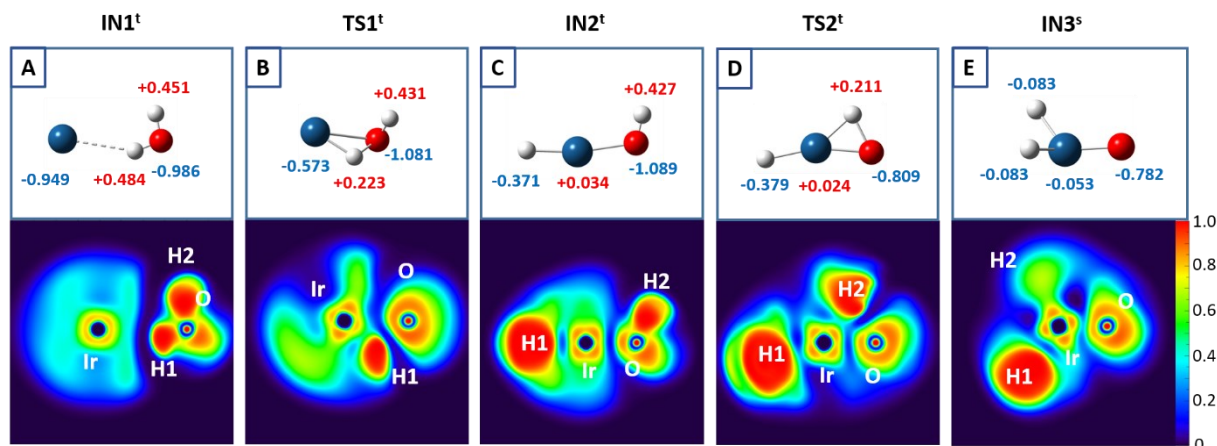 IN1ᵗ TS1ᵗ IN2ᵗ TS2ᵗ IN3ˢ
A
+0.451
-0.949
+0.484
-0.986
B
+0.431
-0.573
-1.081
+0.223
C
+0.427
-0.371
+0.034
-1.089
D
+0.211
-0.379
+0.024
-0.809
E
-0.083
-0.083
-0.053
-0.782
H2
O
Ir
H1
O
Ir
H1
H2
H1
Ir
O
H2
H1
Ir
O
H2
O
Ir
H1
1.0
0.8
0.6
0.4
0.2
0